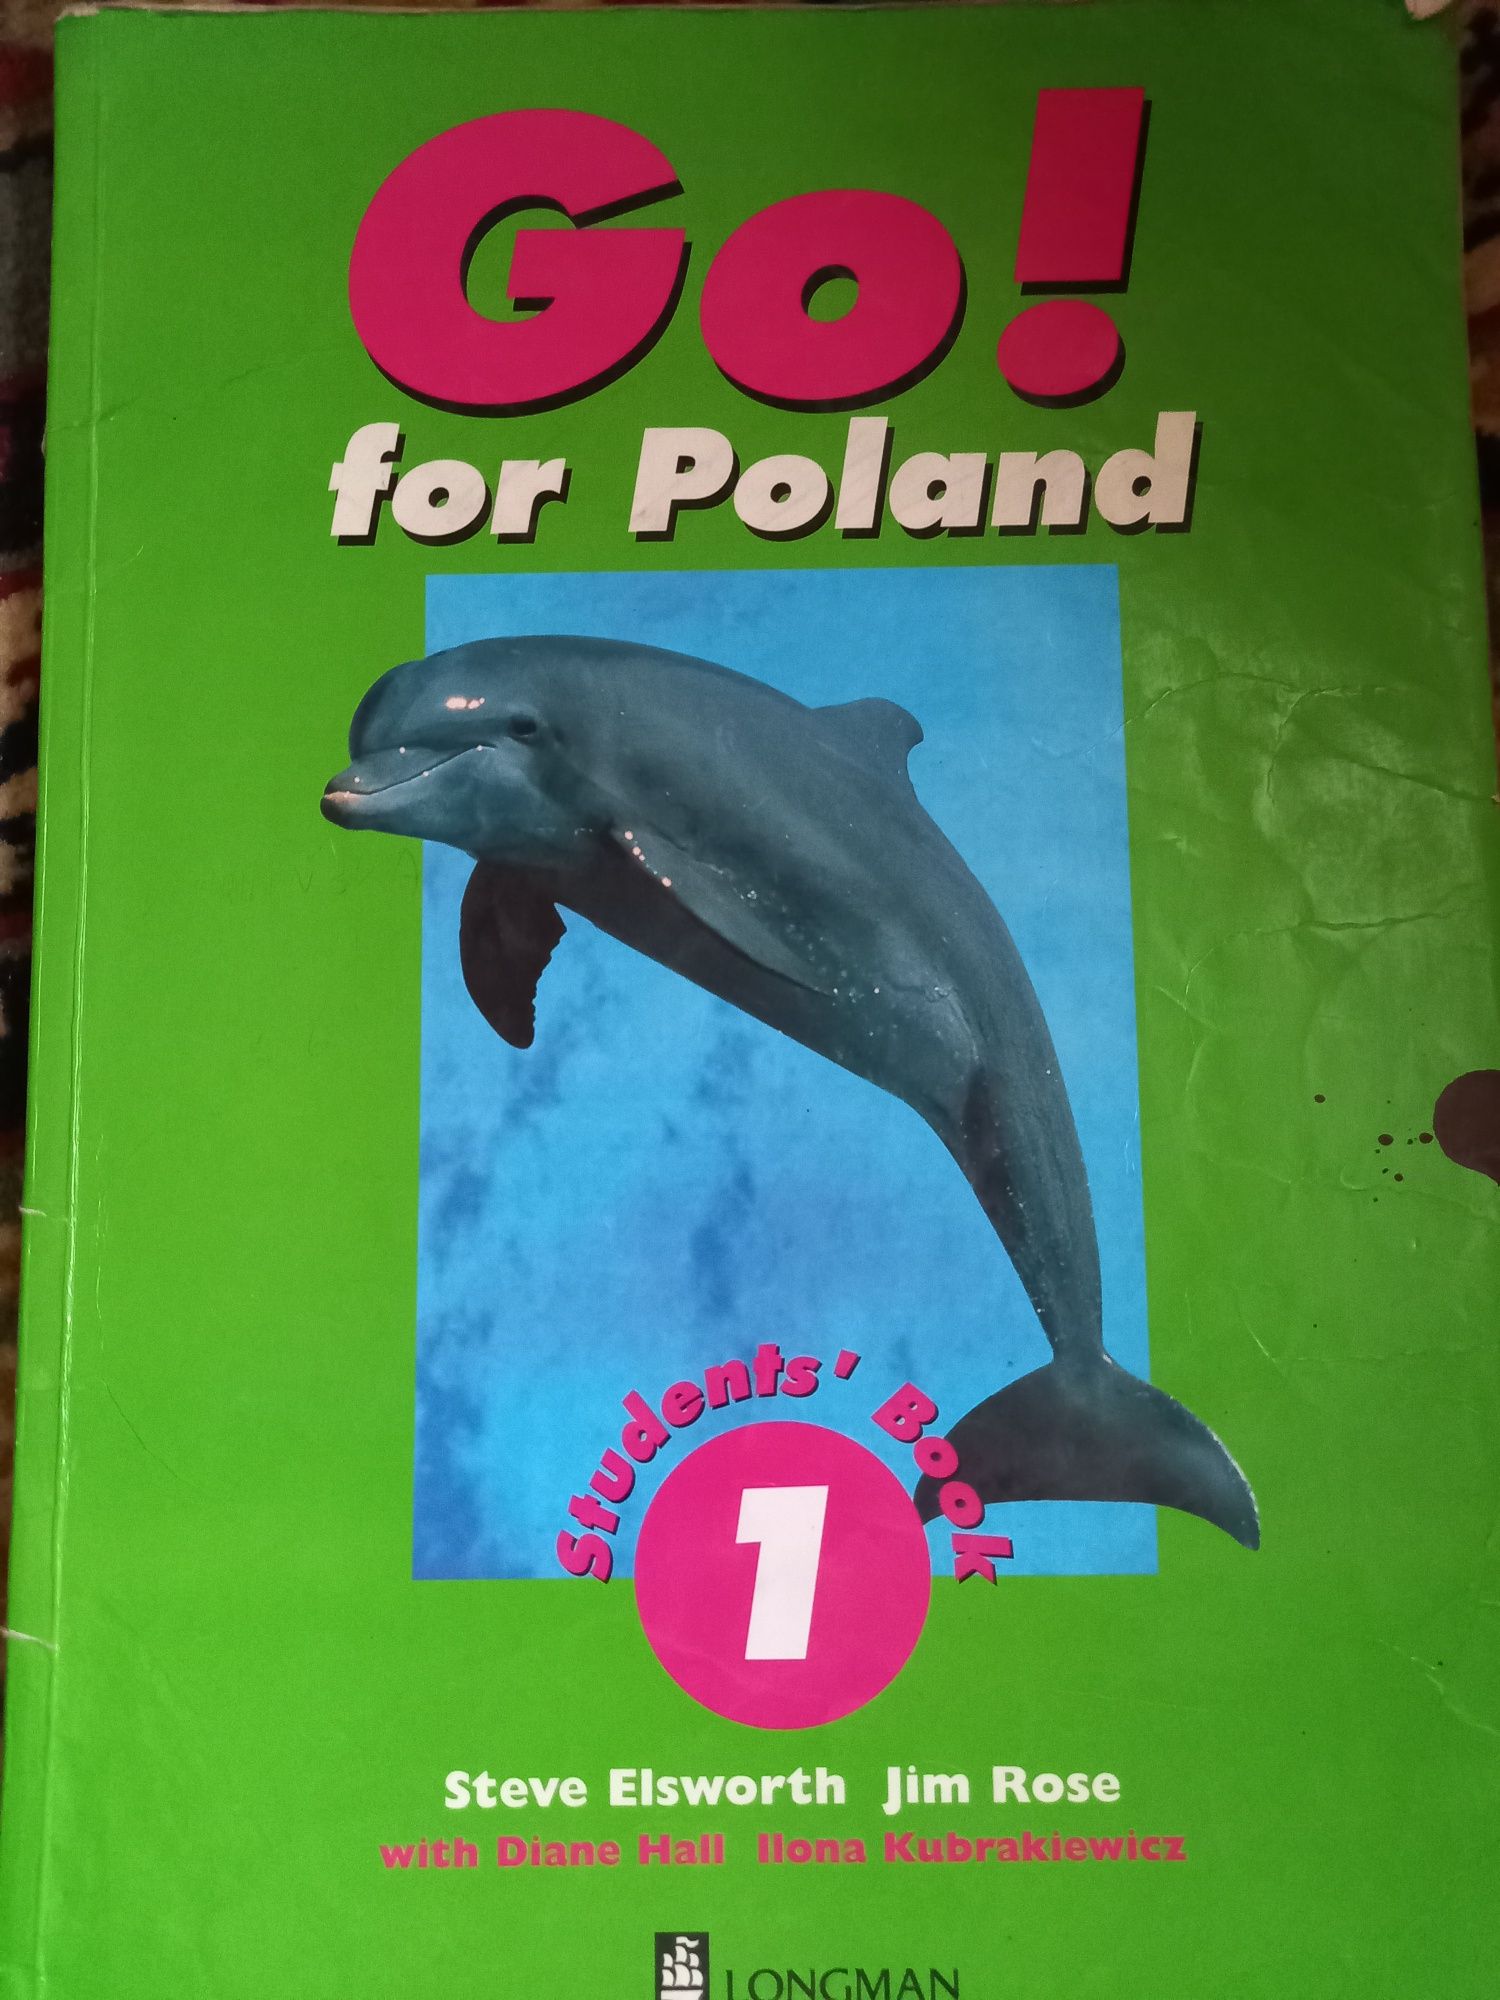 Go!
for Poland
Students' Book
1
Steve Elsworth Jim Rose
with Diane Hall Ilona Kubrakiewicz
LONGMAN